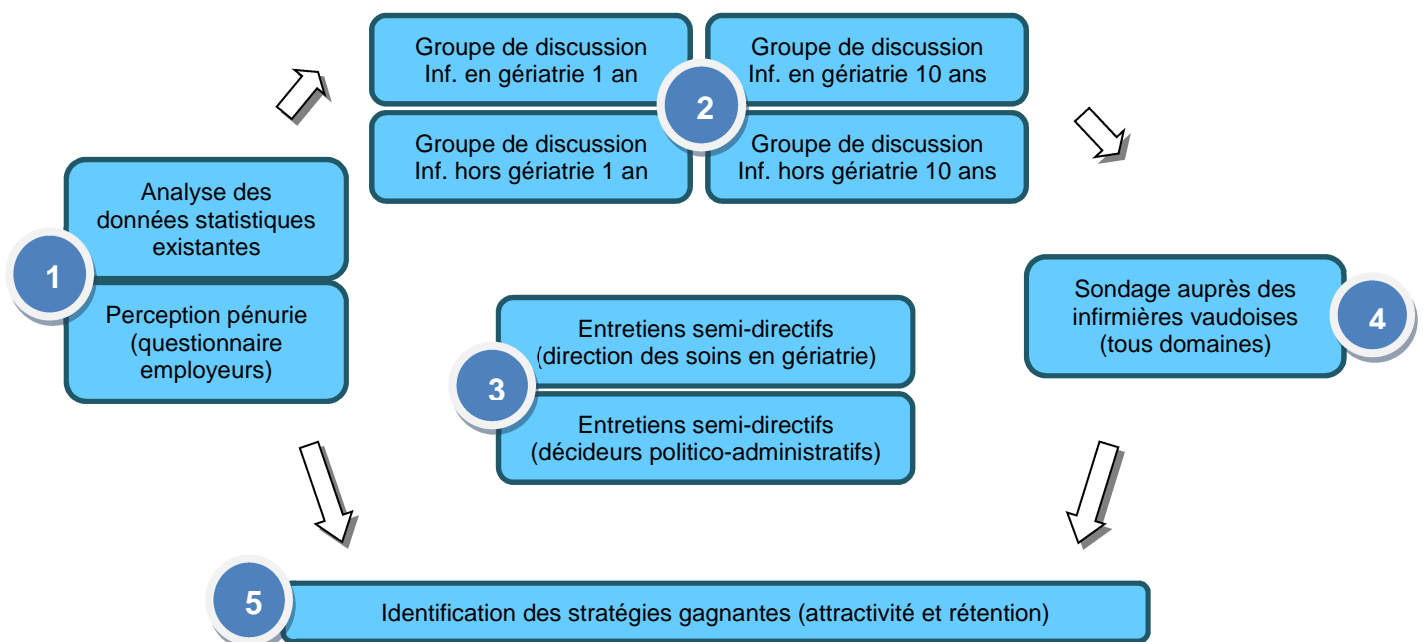 Groupe de discussion
Inf. en gériatrie 1 an
Groupe de discussion
Inf. en gériatrie 10 ans
2
Groupe de discussion
Inf. hors gériatrie 1 an
Groupe de discussion
Inf. hors gériatrie 10 ans
1
Analyse des
données statistiques
existantes
Perception pénurie
(questionnaire
employeurs)
3
Entretiens semi-directifs
(direction des soins en gériatrie)
Entretiens semi-directifs
(décideurs politico-administratifs)
Sondage auprès des
infirmières vaudoises
(tous domaines)
4
5
Identification des stratégies gagnantes (attractivité et rétention)